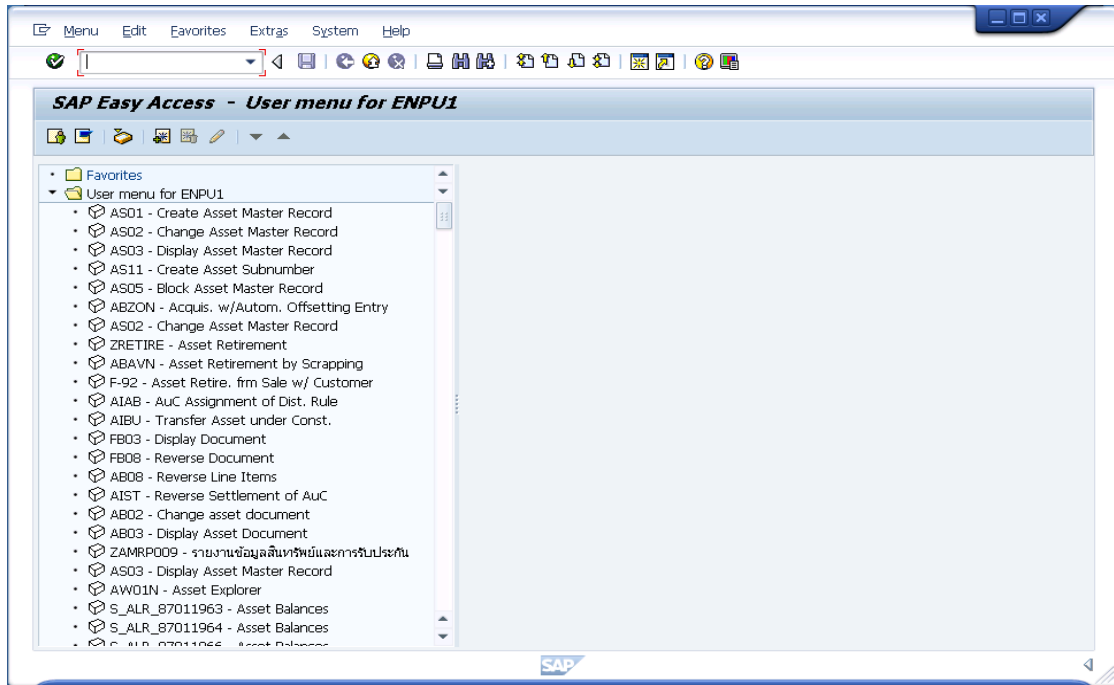 Menu Edit Favorites Extras System Help
SAP Easy Access - User menu for ENPU1
Favorites
User menu for ENPU1
AS01 - Create Asset Master Record
AS02 - Change Asset Master Record
AS03 - Display Asset Master Record
AS11 - Create Asset Subnumber
AS05 - Block Asset Master Record
ABZON - Acquis. w/Autom. Offsetting Entry
AS02 - Change Asset Master Record
ZRETIRE - Asset Retirement
ABAVN - Asset Retirement by Scrapping
F-92 - Asset Retire. frm Sale w/ Customer
AIAB - AuC Assignment of Dist. Rule
AIBU - Transfer Asset under Const.
FB03 - Display Document
FB08 - Reverse Document
AB08 - Reverse Line Items
AIST - Reverse Settlement of AuC
AB02 - Change asset document
AB03 - Display Asset Document
ZAMRP009 - รายงานข้อมูลสินทรัพย์และการรับประกัน
AS03 - Display Asset Master Record
AW01N - Asset Explorer
S_ALR_87011963 - Asset Balances
S_ALR_87011964 - Asset Balances
S_ALR_87011966 - Asset Balances
SAP